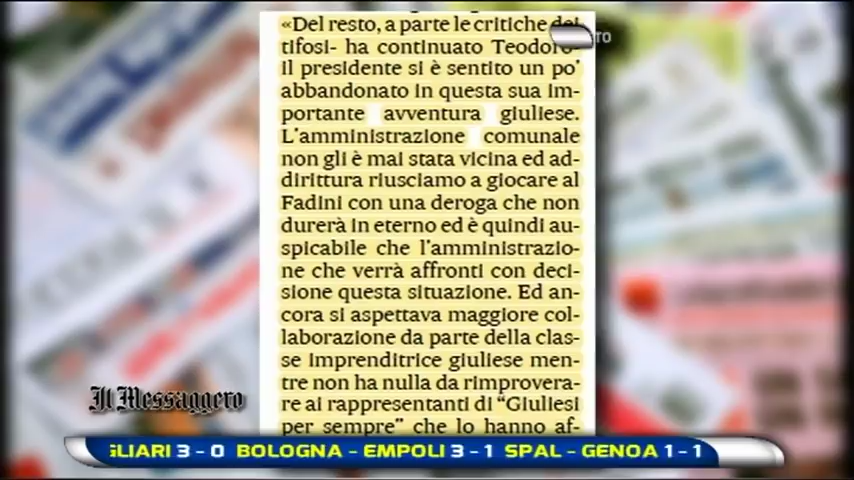 «Del resto, a parte le critiche dei
tifosi- ha continuato Teodoro-
il presidente si è sentito un po'
abbandonato in questa sua im-
portante avventura giuliese.
L'amministrazione comunale
non gli è mai stata vicina ed ad-
dirittura riusciamo a giocare al
Fadini con una deroga che non
durerà in eterno ed è quindi au-
spicabile che l'amministrazio-
ne che verrà affronti con deci-
sione questa situazione. Ed an-
cora si aspettava maggiore col-
laborazione da parte della clas-
se imprenditrice giuliese men-
tre non ha nulla da rimprovera-
re ai rappresentanti di “Giuliesi
per sempre” che lo hanno af-
Il Messaggero
GLIARI 3 - 0 BOLOGNA - EMPOLI 3 - 1 SPAL - GENOA 1 - 1